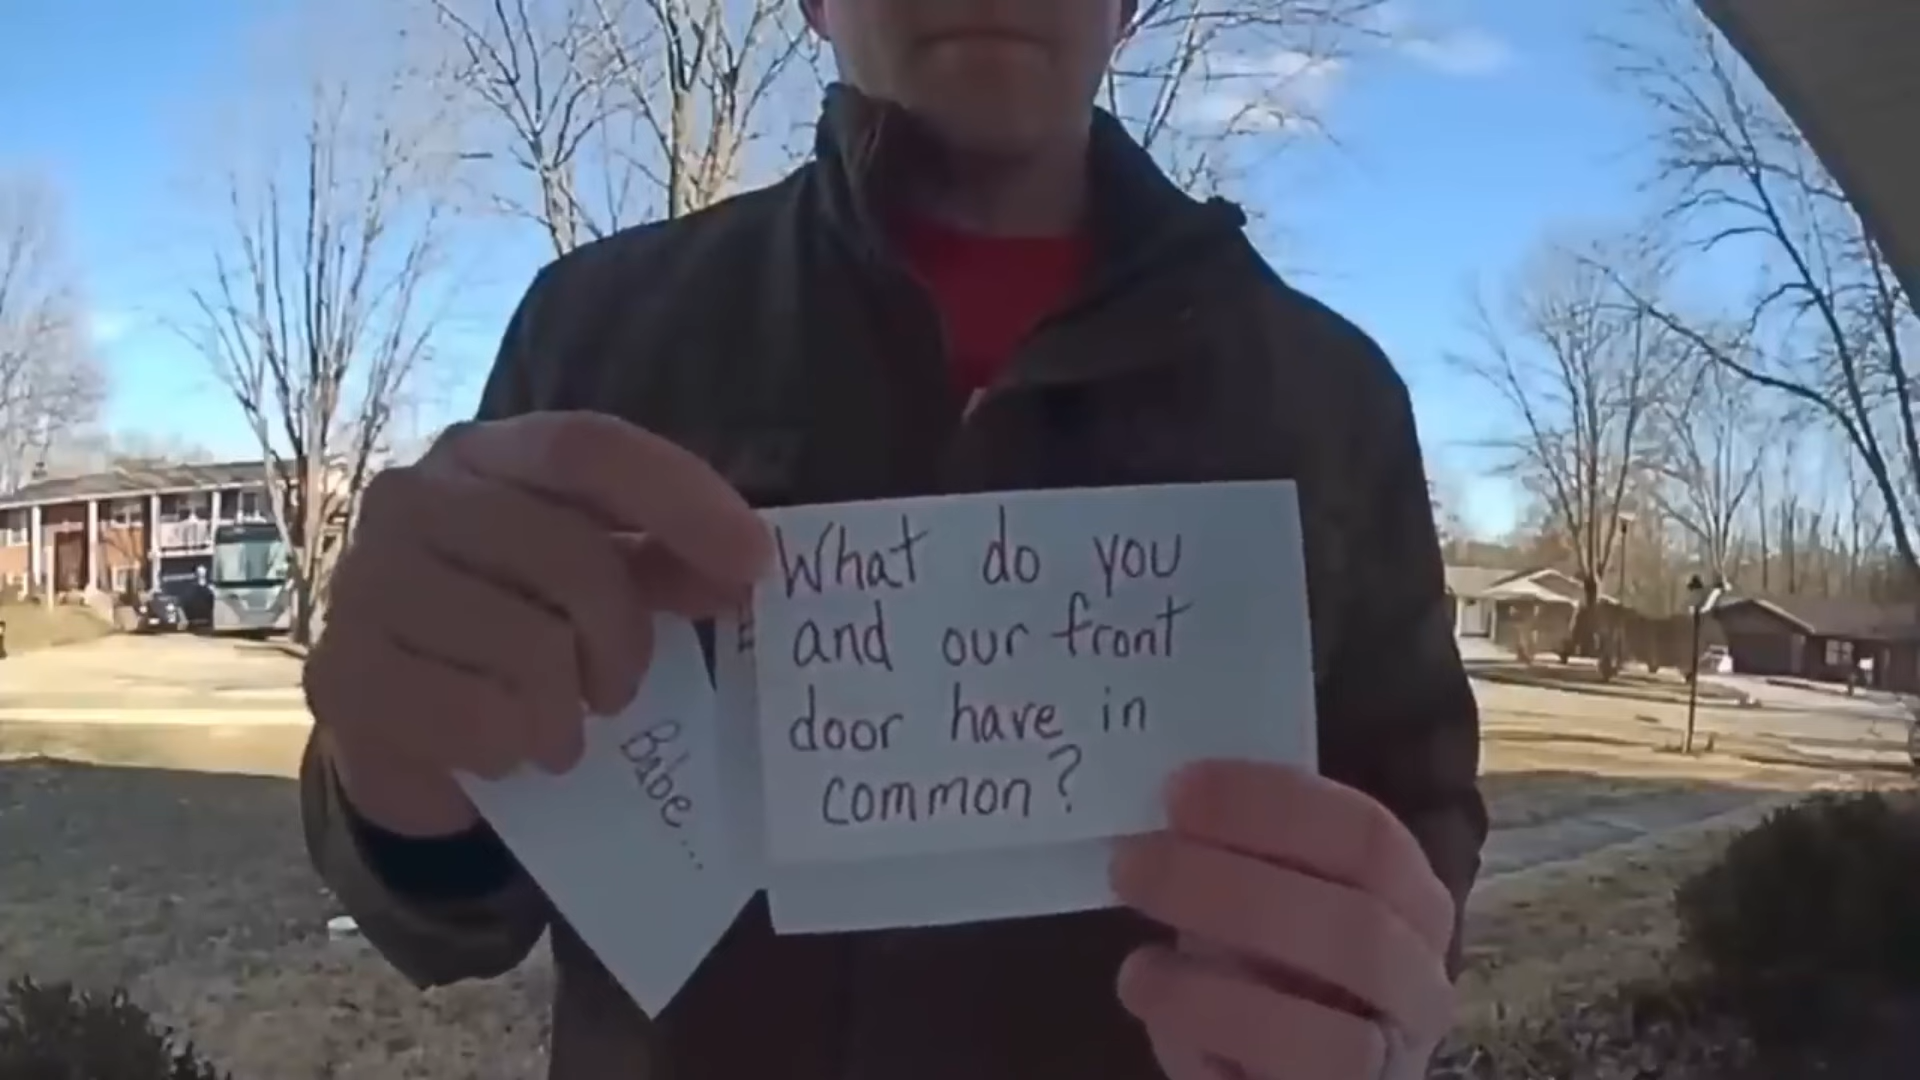 What do you
and our front
door have in
common?
Babe...